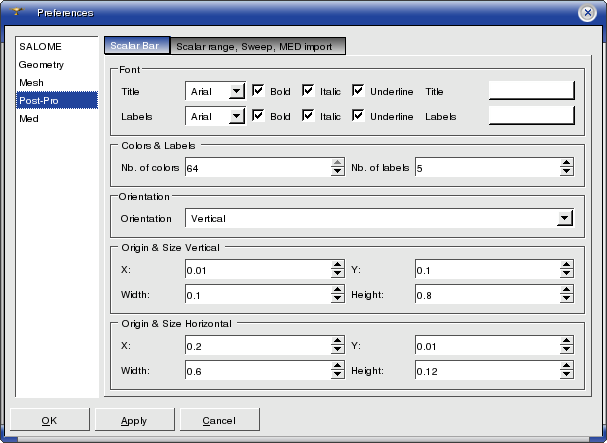 Preferences
SALOME
Geometry
Mesh
Post-Pro
Med
Scalar Bar Scalar range, Sweep, MED import
Font
Title Arial Bold Italic Underline Title
Labels Arial Bold Italic Underline Labels
Colors & Labels
Nb. of colors 64 Nb. of labels 5
Orientation
Orientation Vertical
Origin & Size Vertical
X: 0.01 Y: 0.1
Width: 0.1 Height: 0.8
Origin & Size Horizontal
X: 0.2 Y: 0.01
Width: 0.6 Height: 0.12
OK Apply Cancel